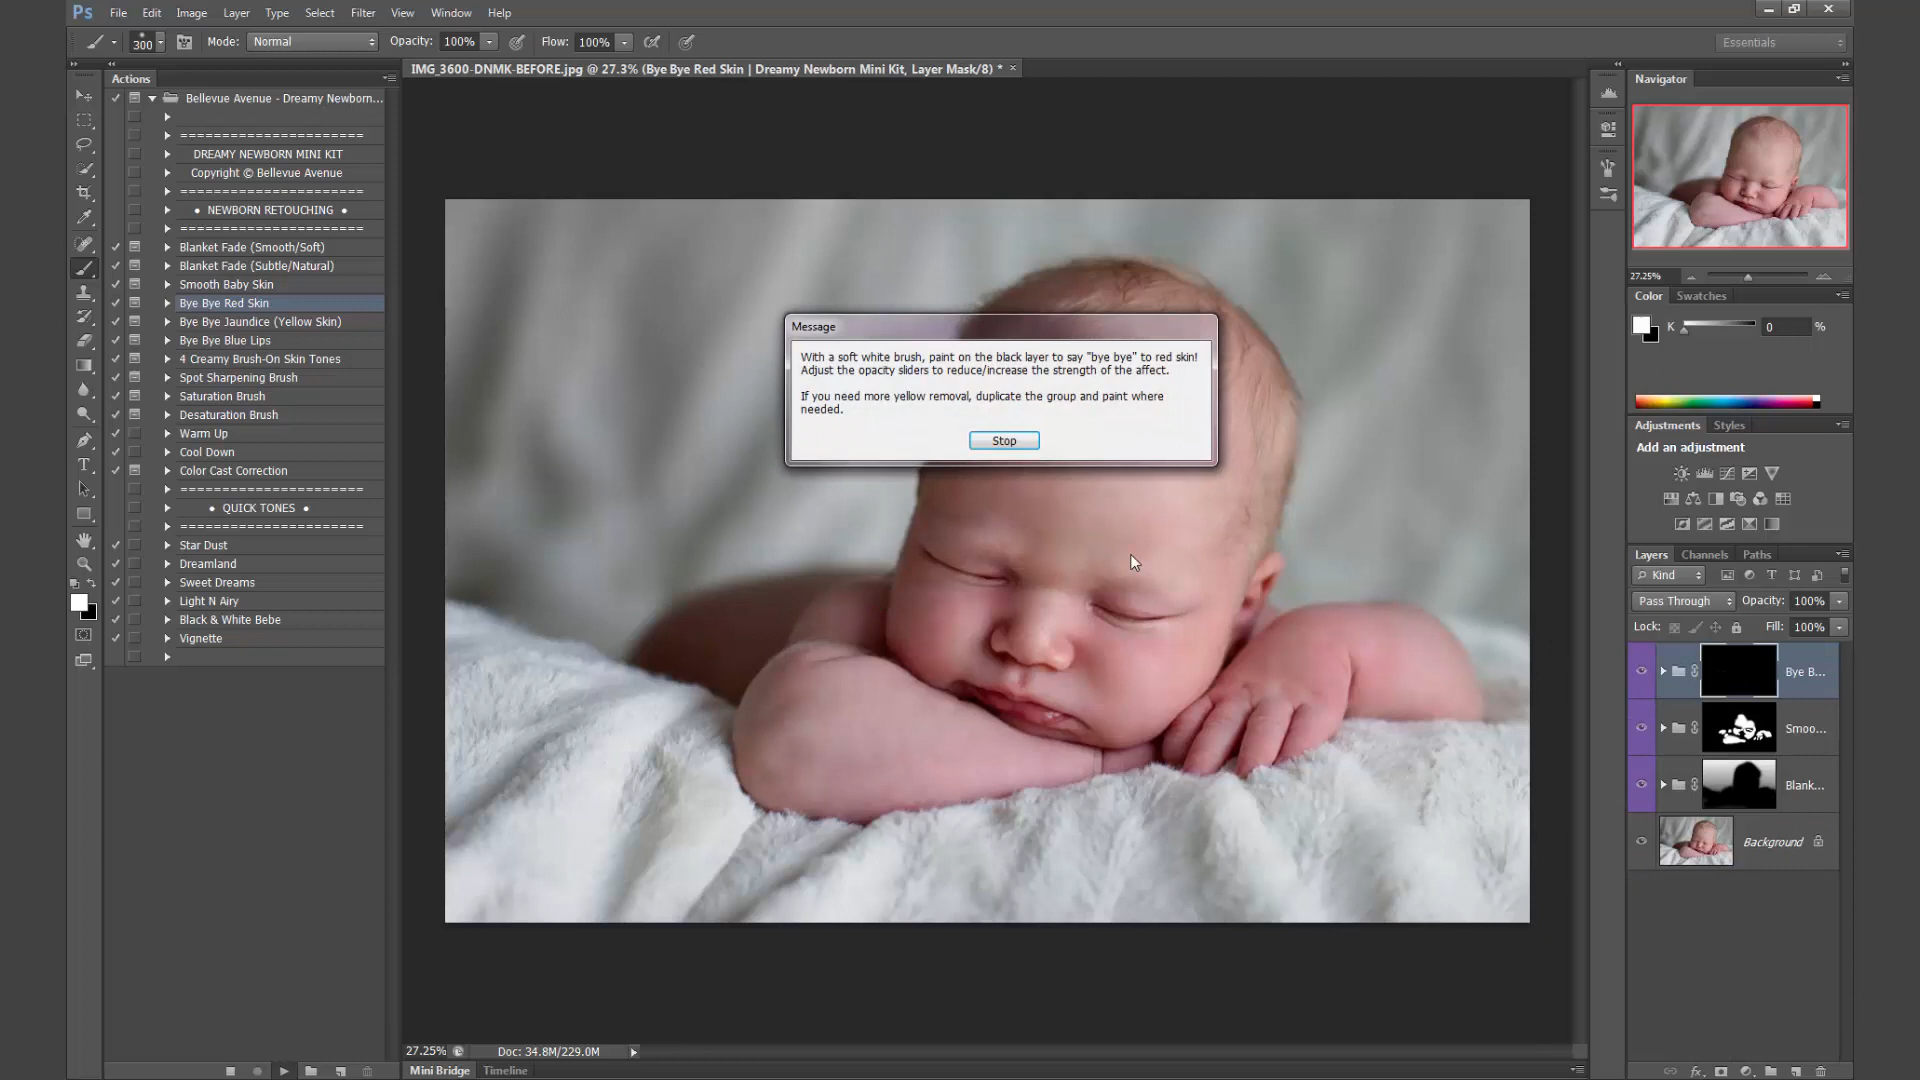 Ps File Edit Image Layer Type Select Filter View Window Help
300 Mode: Normal Opacity: 100% Flow: 100% Essentials
IMG_3600-DNMK-BEFORE.jpg @ 27.3% (Bye Bye Red Skin | Dreamy Newborn Mini Kit, Layer Mask/8) * ×
Actions
Bellevue Avenue - Dreamy Newborn...
======================
DREAMY NEWBORN MINI KIT
Copyright © Bellevue Avenue
======================
● NEWBORN RETOUCHING ●
======================
Blanket Fade (Smooth/Soft)
Blanket Fade (Subtle/Natural)
Smooth Baby Skin
Bye Bye Red Skin
Bye Bye Jaundice (Yellow Skin)
Bye Bye Blue Lips
4 Creamy Brush-On Skin Tones
Spot Sharpening Brush
Saturation Brush
Desaturation Brush
Warm Up
Cool Down
Color Cast Correction
======================
● QUICK TONES ●
======================
Star Dust
Dreamland
Sweet Dreams
Light N Airy
Black & White Bebe
Vignette
Message
With a soft white brush, paint on the black layer to say "bye bye" to red skin!
Adjust the opacity sliders to reduce/increase the strength of the affect.
If you need more yellow removal, duplicate the group and paint where
needed.
Stop
Navigator
27.25%
Color Swatches
K 0 %
Adjustments Styles
Add an adjustment
Layers Channels Paths
Kind
Pass Through Opacity: 100%
Lock: Fill: 100%
Bye B...
Smoo...
Blank...
Background
27.25% Doc: 34.8M/229.0M
Mini Bridge Timeline